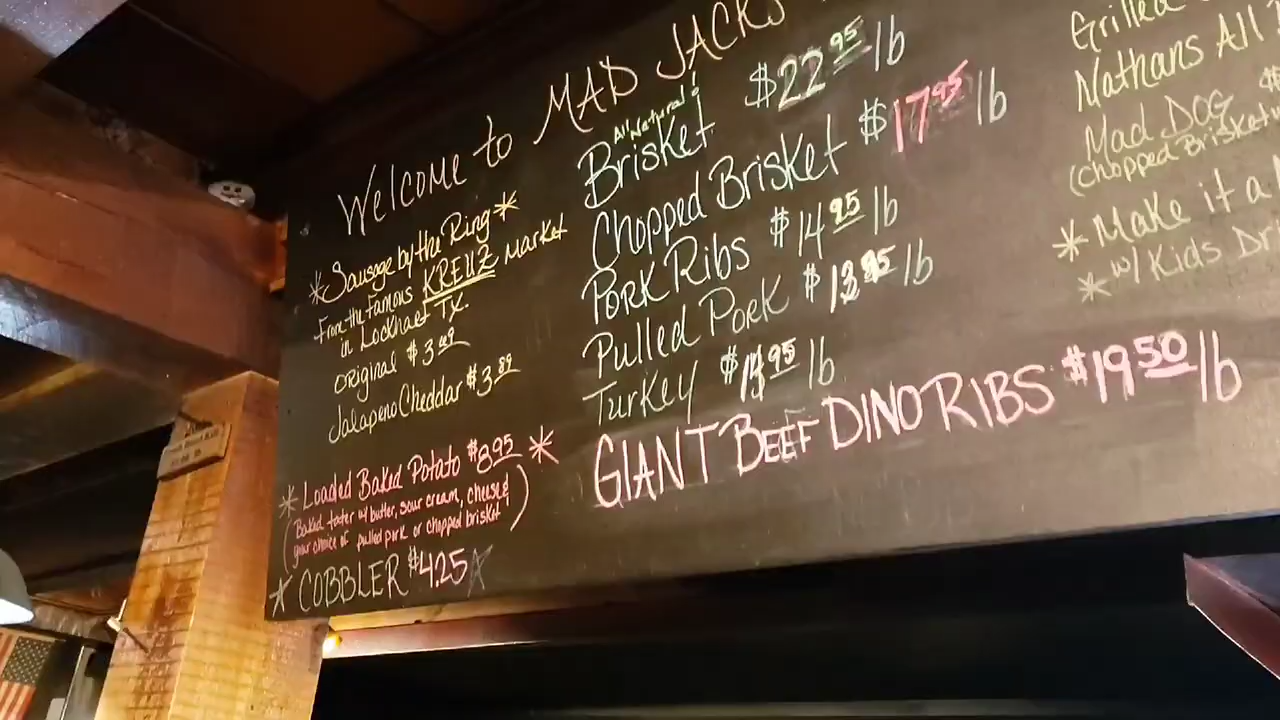 Welcome to MAD JACKS
*Sausage by the Ring*
From the Famous KREUZ Market
in Lockhart TX.
Original $3.69
Jalapeno Cheddar $3.89
*Loaded Baked Potato $8.95*
(Baked tater w/ butter, sour cream, cheese &
your choice of pulled pork or chopped brisket)
*COBBLER $4.25*
All Natural!
Brisket $22.95 lb
Chopped Brisket $17.95 lb
Pork Ribs $14.95 lb
Pulled Pork $13.95 lb
Turkey $14.95 lb
GIANT BEEF DINO RIBS $19.50 lb
Grilled
Nathans All
Mad Dog $
(Chopped Brisket
*Make it a
*w/ Kids